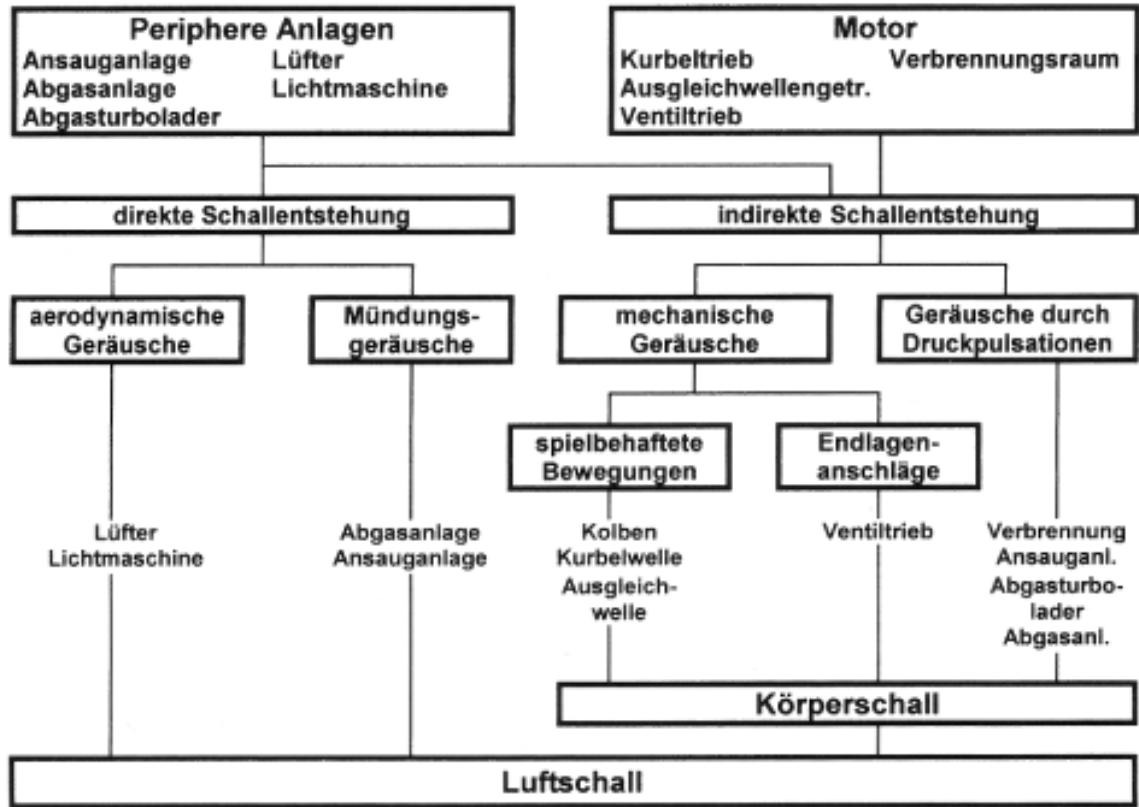 Periphere Anlagen
Ansauganlage Lüfter
Abgasanlage Lichtmaschine
Abgasturbolader
Motor
Kurbeltrieb Verbrennungsraum
Ausgleichwellengetr.
Ventiltrieb
direkte Schallentstehung
indirekte Schallentstehung
aerodynamische
Geräusche
Mündungs-
geräusche
mechanische
Geräusche
Geräusche durch
Druckpulsationen
spielbehaftete
Bewegungen
Endlagen-
anschläge
Lüfter
Lichtmaschine
Abgasanlage
Ansauganlage
Kolben
Kurbelwelle
Ausgleich-
welle
Ventiltrieb
Verbrennung
Ansauganl.
Abgasturbo-
lader
Abgasanl.
Körperschall
Luftschall